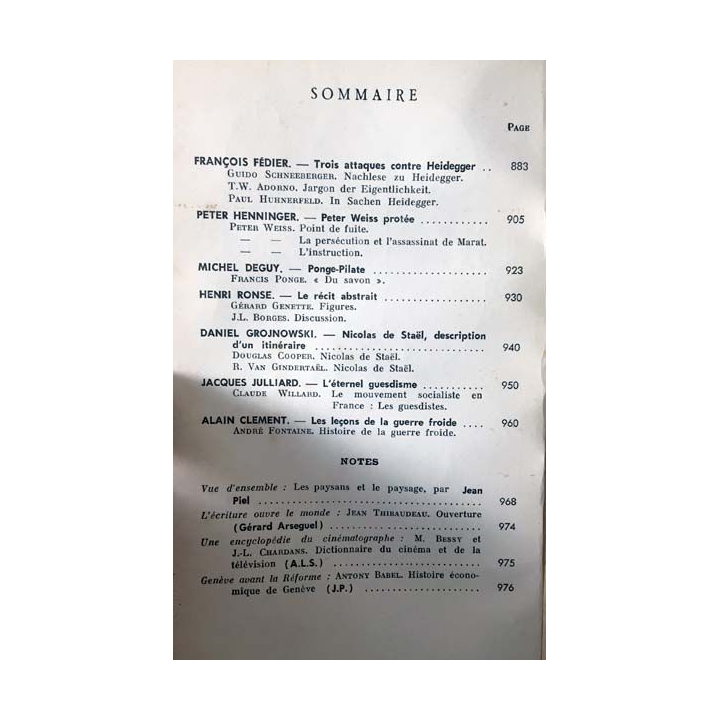 SOMMAIRE
PAGE
FRANÇOIS FÉDIER. — Trois attaques contre Heidegger .. 883
GUIDO SCHNEEBERGER. Nachlese zu Heidegger.
T.W. ADORNO. Jargon der Eigentlichkeit.
PAUL HUHNERFELD. In Sachen Heidegger.
PETER HENNINGER. — Peter Weiss protée ............ 905
PETER WEISS. Point de fuite.
— — La persécution et l'assassinat de Marat.
— — L'instruction.
MICHEL DEGUY. — Ponge-Pilate .................... 923
FRANCIS PONGE. « Du savon ».
HENRI RONSE. — Le récit abstrait .................. 930
GÉRARD GENETTE. Figures.
J.L. BORGES. Discussion.
DANIEL GROJNOWSKI. — Nicolas de Staël, description
d'un itinéraire ............................. 940
DOUGLAS COOPER. Nicolas de Staël.
R. VAN GINDERTAËL. Nicolas de Staël.
JACQUES JULLIARD. — L'éternel guesdisme ........... 950
CLAUDE WILLARD. Le mouvement socialiste en
France : Les guesdistes.
ALAIN CLEMENT. — Les leçons de la guerre froide .... 960
ANDRÉ FONTAINE. Histoire de la guerre froide.
NOTES
Vue d'ensemble : Les paysans et le paysage, par Jean
Piel ........................................ 968
L'écriture ouvre le monde : JEAN THIBAUDEAU. Ouverture
(Gérard Arseguel) ........................... 974
Une encyclopédie du cinématographe : M. BESSY et
J.-L. CHARDANS. Dictionnaire du cinéma et de la
télévision (A.L.S.) ........................... 975
Genève avant la Réforme : ANTONY BABEL. Histoire écono-
mique de Genève (J.P.) .................... 976